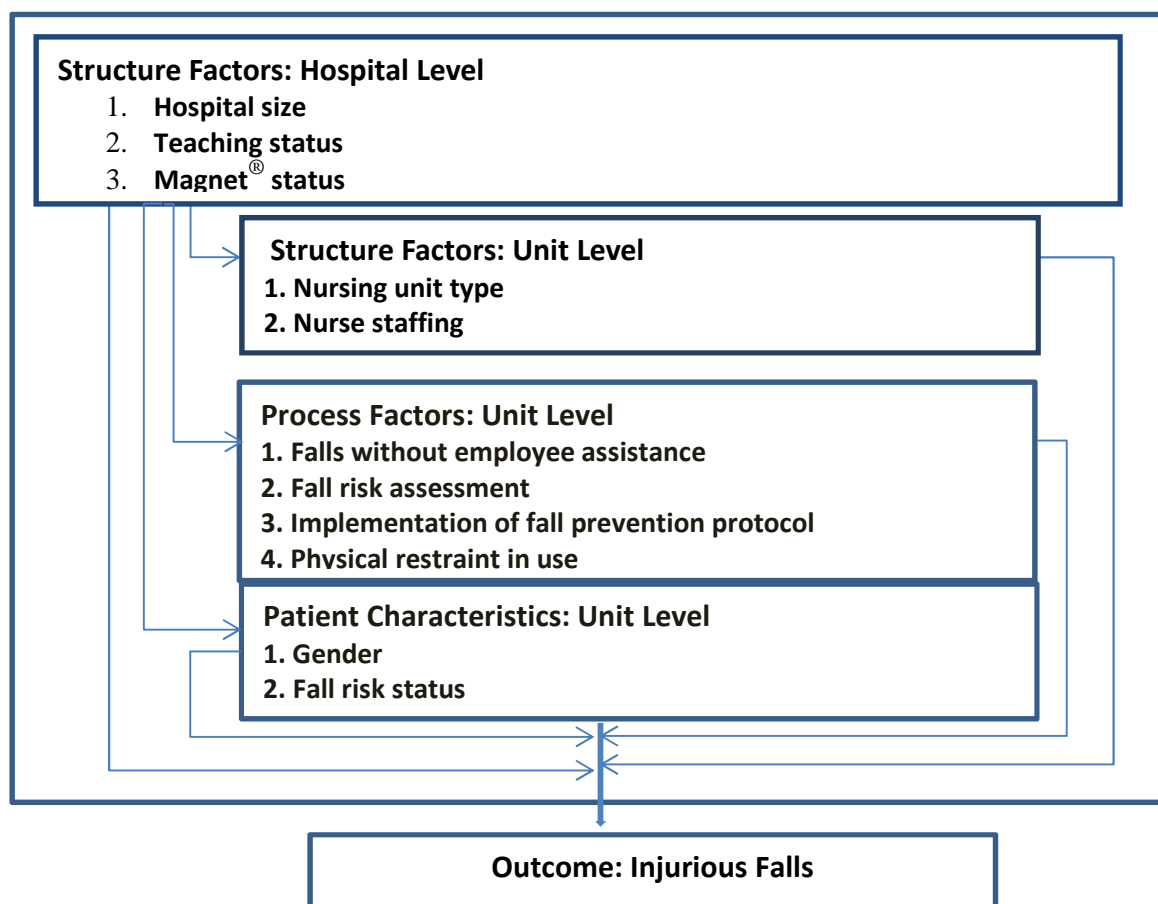 Structure Factors: Hospital Level
1. Hospital size
2. Teaching status
3. Magnet® status
Structure Factors: Unit Level
1. Nursing unit type
2. Nurse staffing
Process Factors: Unit Level
1. Falls without employee assistance
2. Fall risk assessment
3. Implementation of fall prevention protocol
4. Physical restraint in use
Patient Characteristics: Unit Level
1. Gender
2. Fall risk status
Outcome: Injurious Falls